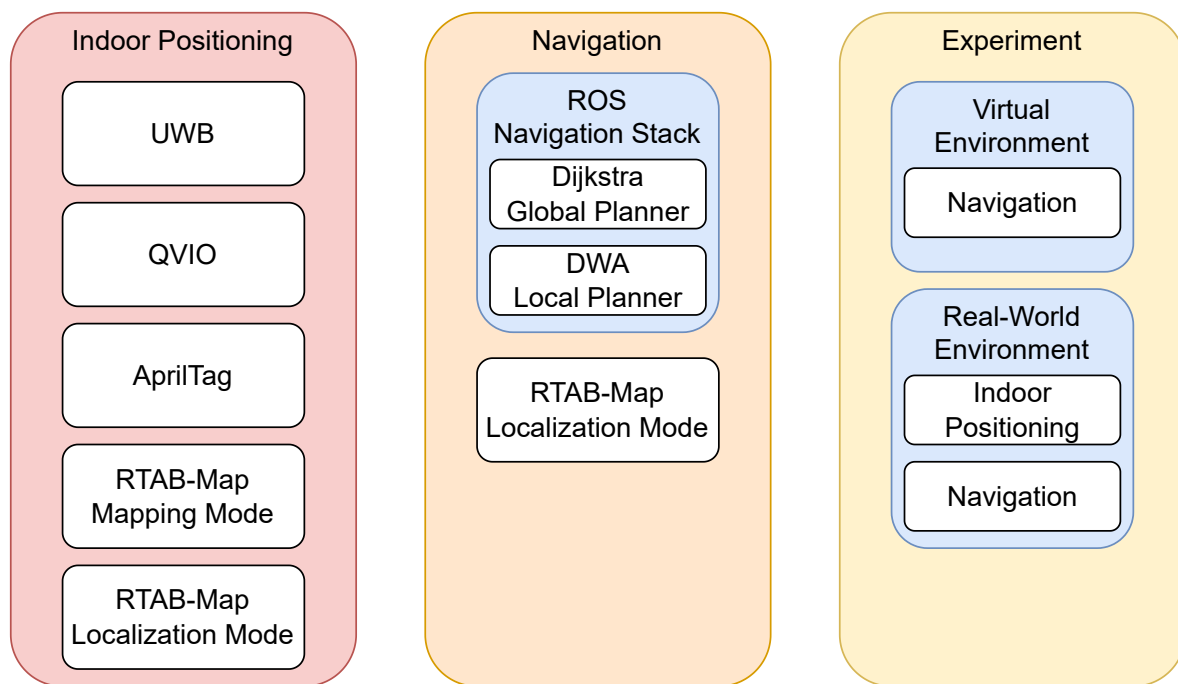 Indoor Positioning
UWB
QVIO
AprilTag
RTAB-Map
Mapping Mode
RTAB-Map
Localization Mode
Navigation
ROS
Navigation Stack
Dijkstra
Global Planner
DWA
Local Planner
RTAB-Map
Localization Mode
Experiment
Virtual
Environment
Navigation
Real-World
Environment
Indoor
Positioning
Navigation